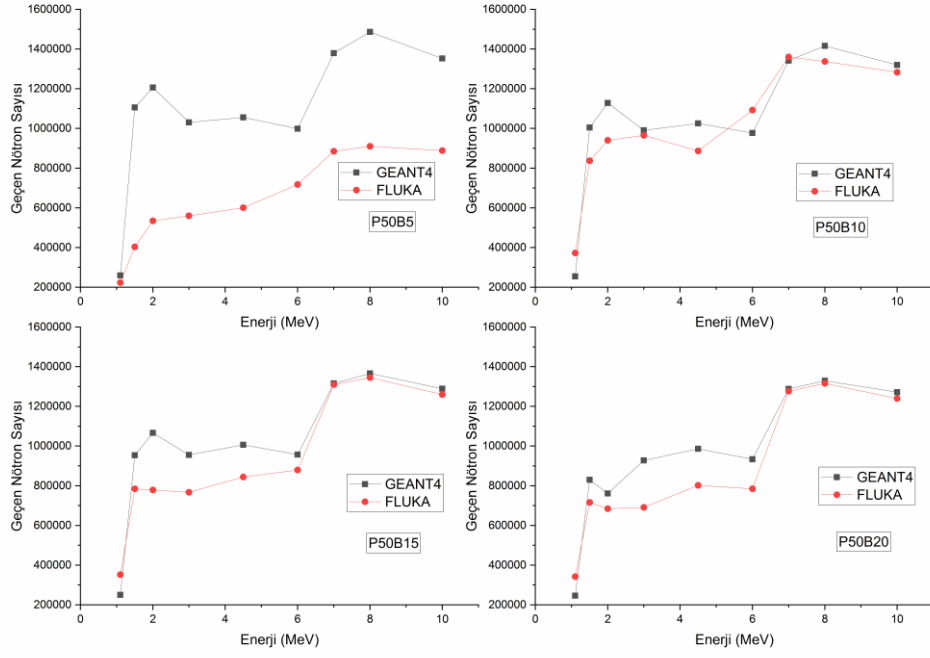 1600000
1400000
1200000
1000000
800000
600000
400000
200000
Geçen Nötron Sayısı
GEANT4
FLUKA
P50B5
0 2 4 6 8 10
Enerji (MeV)
1600000
1400000
1200000
1000000
800000
600000
400000
200000
Geçen Nötron Sayısı
GEANT4
FLUKA
P50B10
0 2 4 6 8 10
Enerji (MeV)
1600000
1400000
1200000
1000000
800000
600000
400000
200000
Geçen Nötron Sayısı
GEANT4
FLUKA
P50B15
0 2 4 6 8 10
Enerji (MeV)
1600000
1400000
1200000
1000000
800000
600000
400000
200000
Geçen Nötron Sayısı
GEANT4
FLUKA
P50B20
0 2 4 6 8 10
Enerji (MeV)